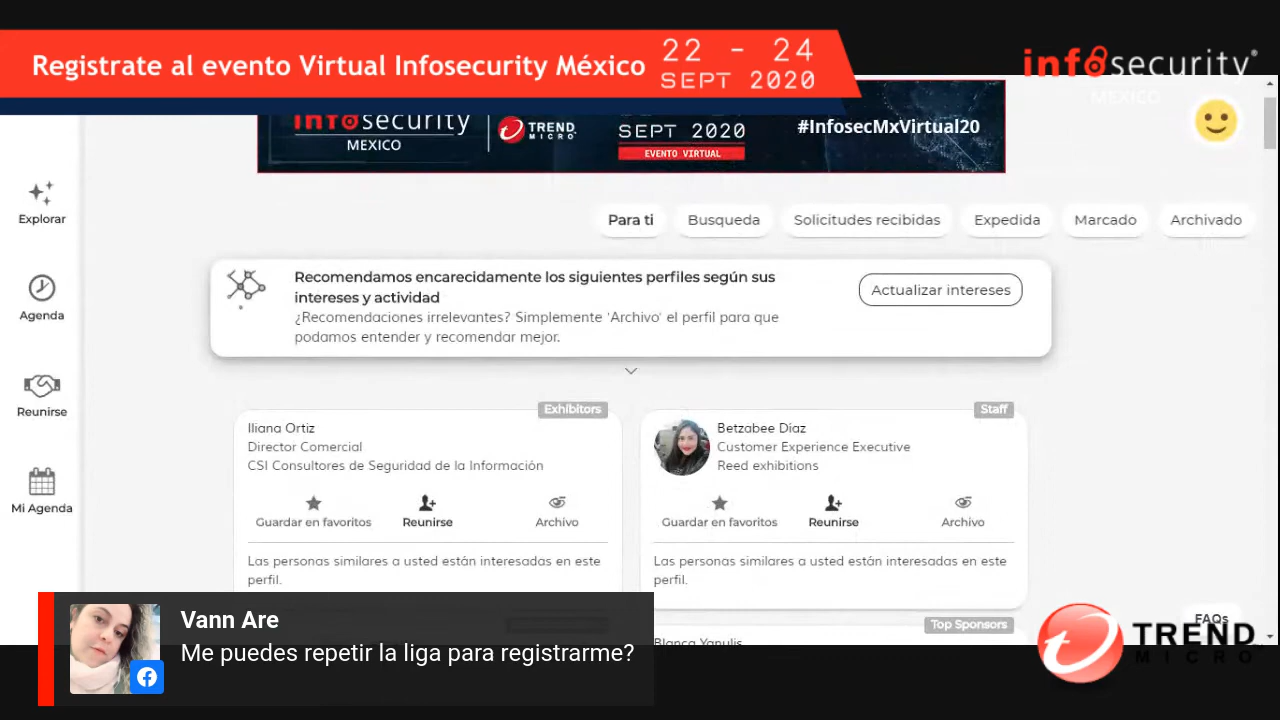 Registrate al evento Virtual Infosecurity México
22 - 24
SEPT 2020
infosecurity®
MEXICO
infosecurity
MEXICO
TREND
MICRO
SEPT 2020
EVENTO VIRTUAL
#InfosecMxVirtual20
Explorar
Agenda
Reunirse
Mi Agenda
Para ti
Busqueda
Solicitudes recibidas
Expedida
Marcado
Archivado
Recomendamos encarecidamente los siguientes perfiles según sus
intereses y actividad
¿Recomendaciones irrelevantes? Simplemente 'Archivo' el perfil para que
podamos entender y recomendar mejor.
Actualizar intereses
Exhibitors
Iliana Ortiz
Director Comercial
CSI Consultores de Seguridad de la Información
Guardar en favoritos
Reunirse
Archivo
Las personas similares a usted están interesadas en este
perfil.
Staff
Betzabee Díaz
Customer Experience Executive
Reed exhibitions
Guardar en favoritos
Reunirse
Archivo
Las personas similares a usted están interesadas en este
perfil.
Top Sponsors
Blanca Yanulis
FAQs
Vann Are
Me puedes repetir la liga para registrarme?
TREND
MICRO